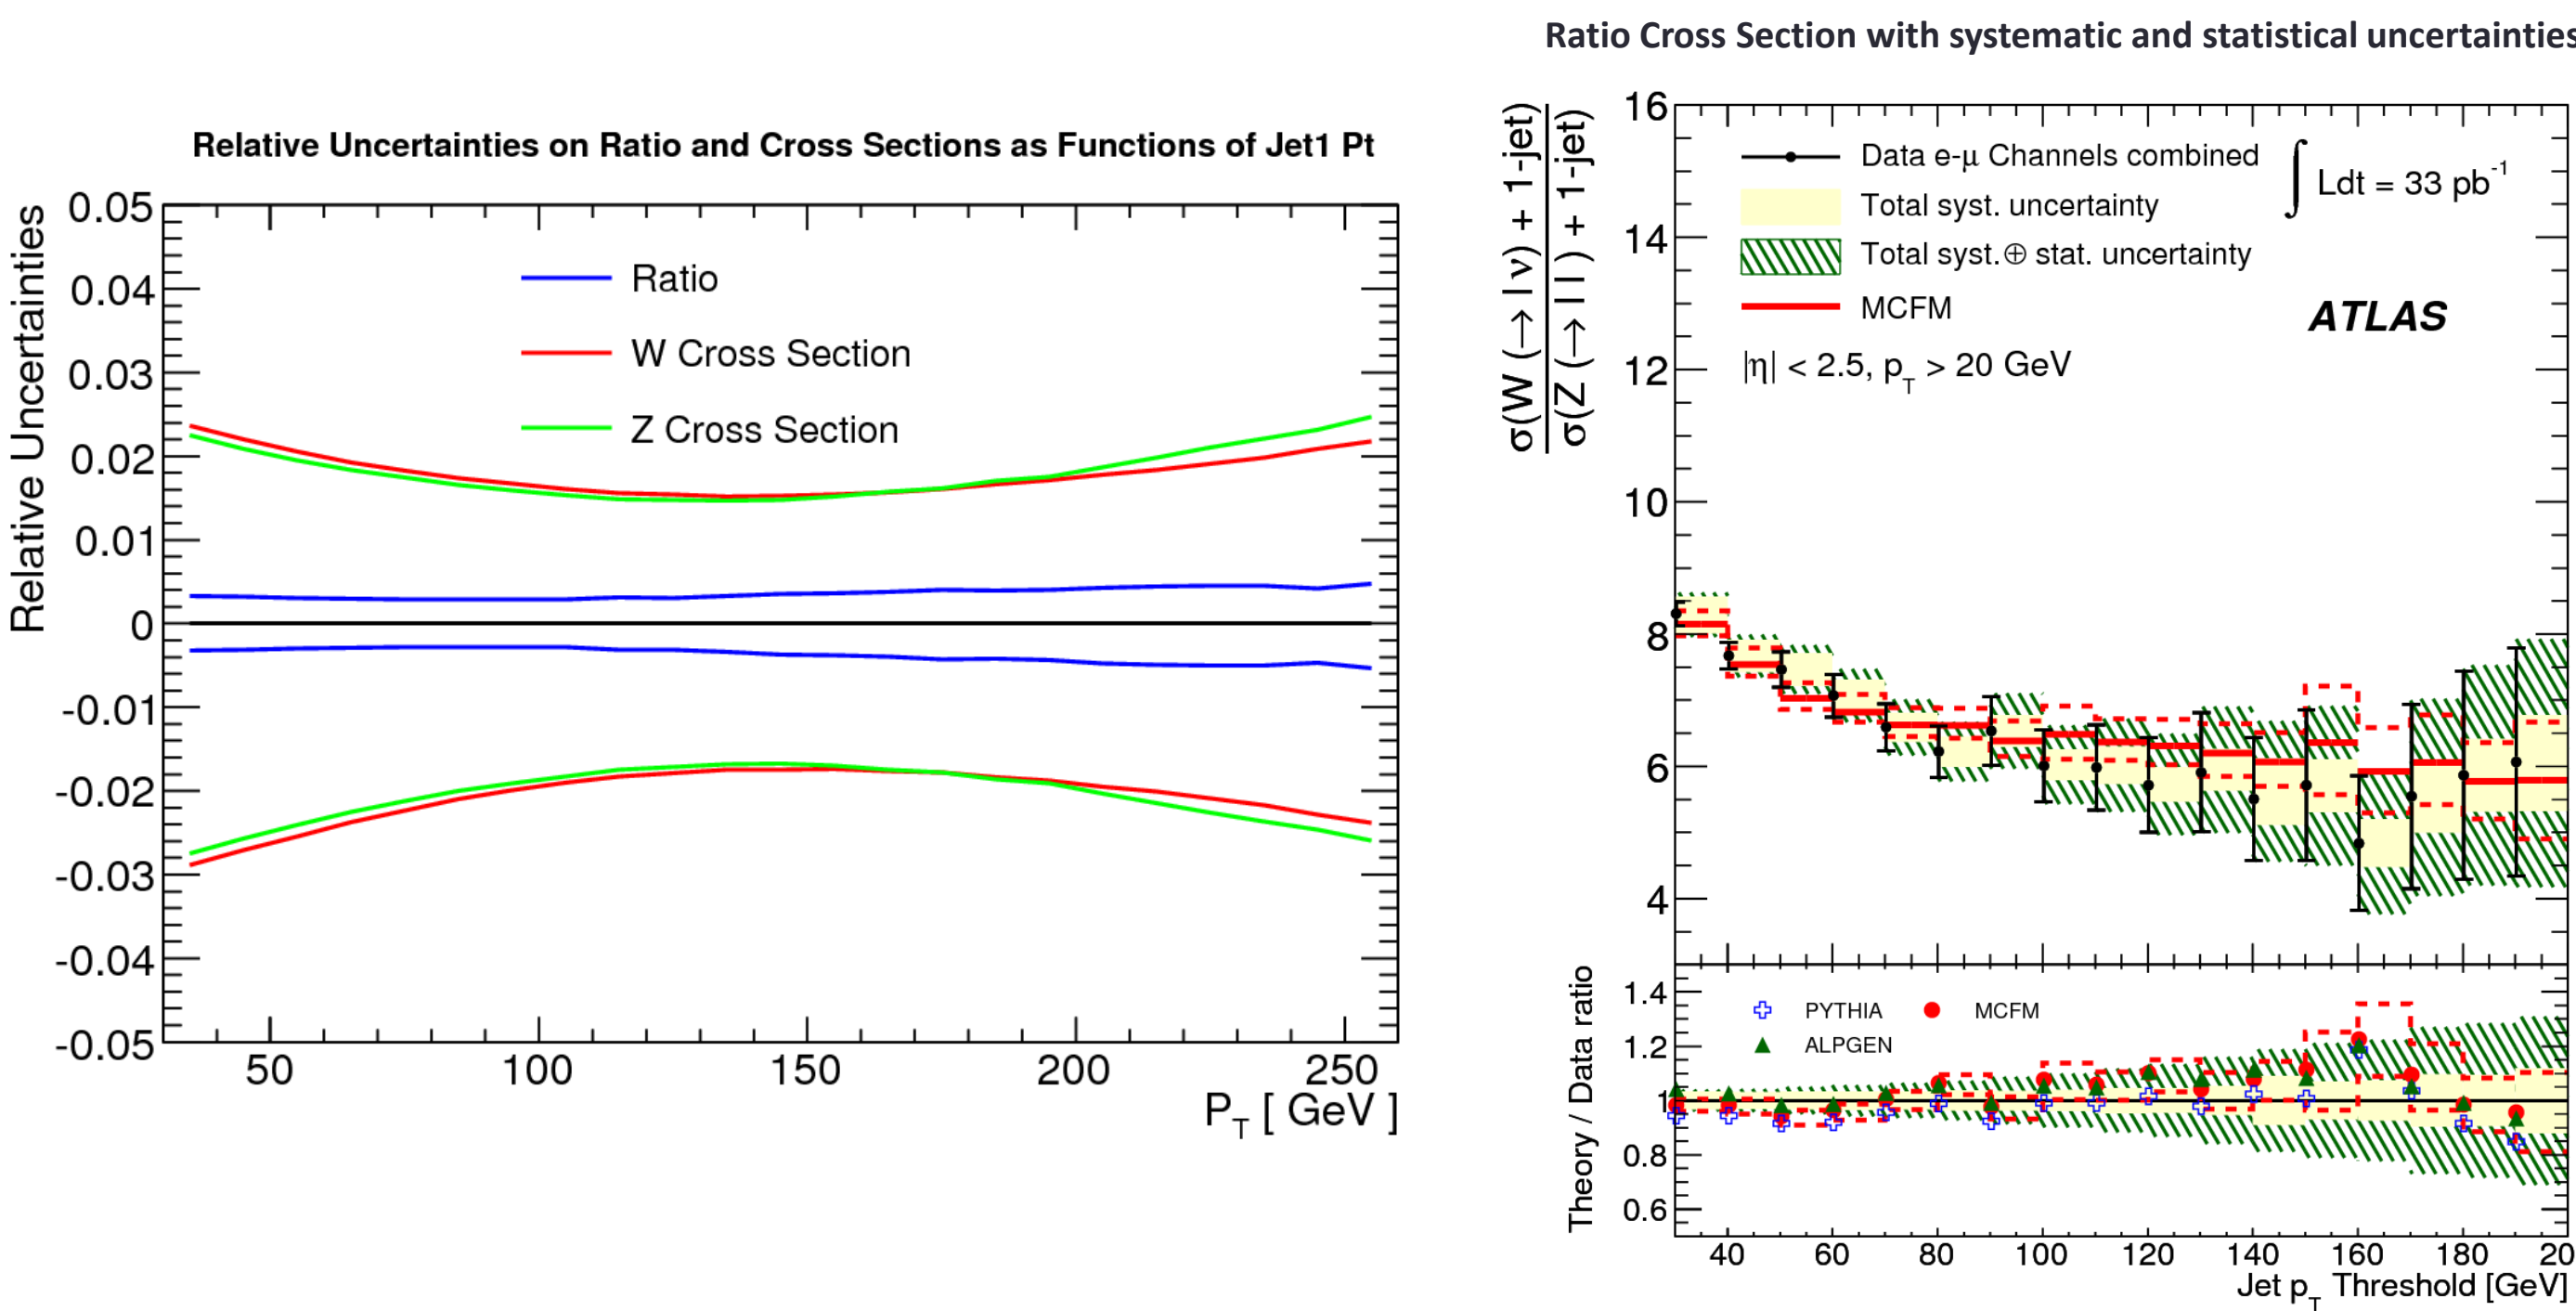 Ratio Cross Section with systematic and statistical uncertainties
Relative Uncertainties on Ratio and Cross Sections as Functions of Jet1 Pt
Relative Uncertainties
0.05
0.04
0.03
0.02
0.01
0
-0.01
-0.02
-0.03
-0.04
-0.05
Ratio
W Cross Section
Z Cross Section
50 100 150 200 250
P_T [ GeV ]
σ(W (→ l ν) + 1-jet)
σ(Z (→ l l ) + 1-jet)
16
14
12
10
8
6
4
Data e-μ Channels combined
∫ Ldt = 33 pb⁻¹
Total syst. uncertainty
Total syst.⊕ stat. uncertainty
MCFM
ATLAS
|η| < 2.5, p_T > 20 GeV
Theory / Data ratio
1.4
1.2
1
0.8
0.6
PYTHIA MCFM
ALPGEN
40 60 80 100 120 140 160 180 20
Jet p_T Threshold [GeV]